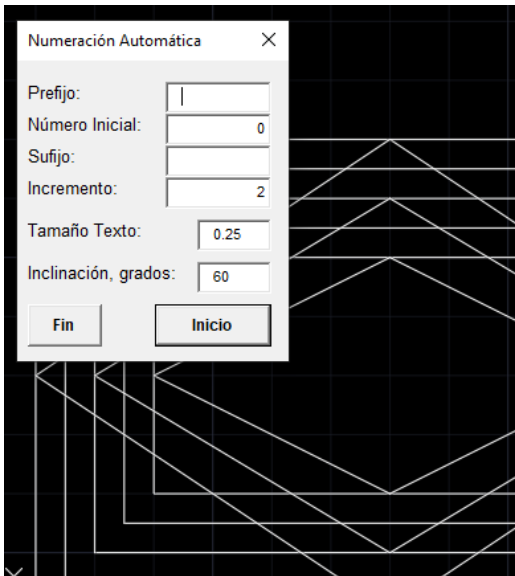 Numeración Automática
Prefijo:
Número Inicial: 0
Sufijo:
Incremento: 2
Tamaño Texto: 0.25
Inclinación, grados: 60
Fin Inicio